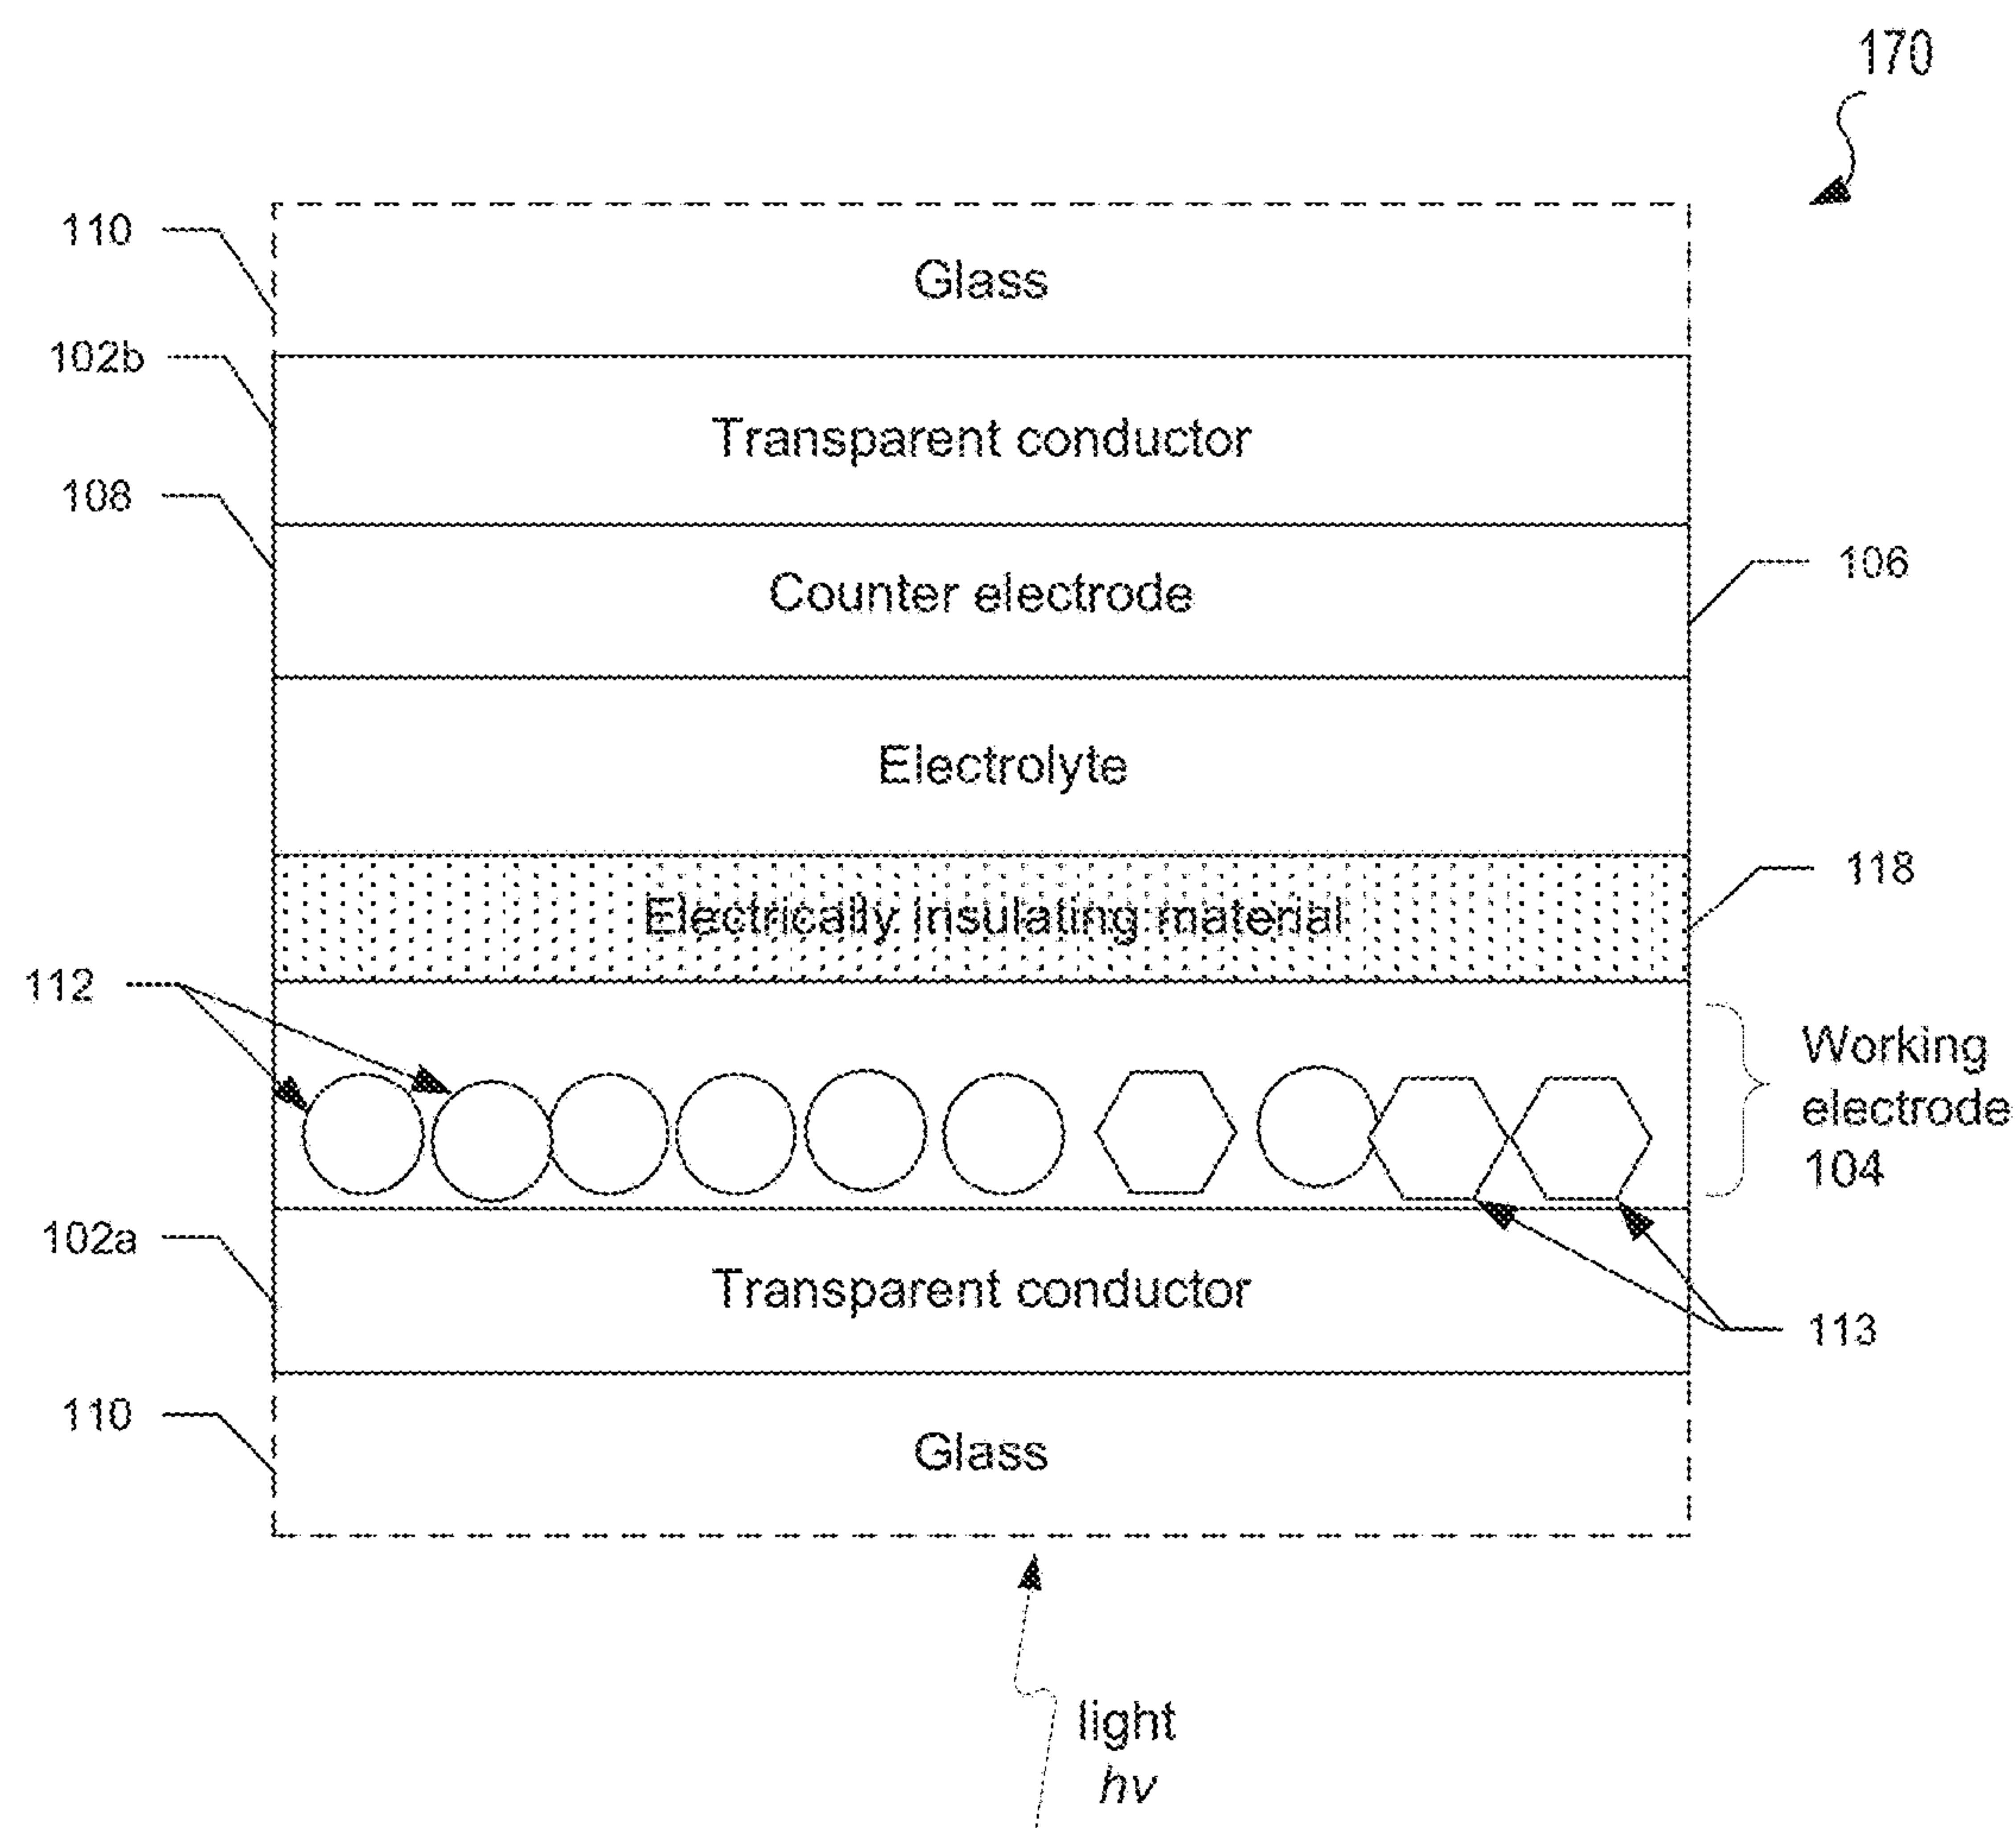 170
110
Glass
102b
Transparent conductor
108
106
Counter electrode
Electrolyte
118
Electrically insulating material
112
Working
electrode
104
102a
Transparent conductor
113
110
Glass
light
hv